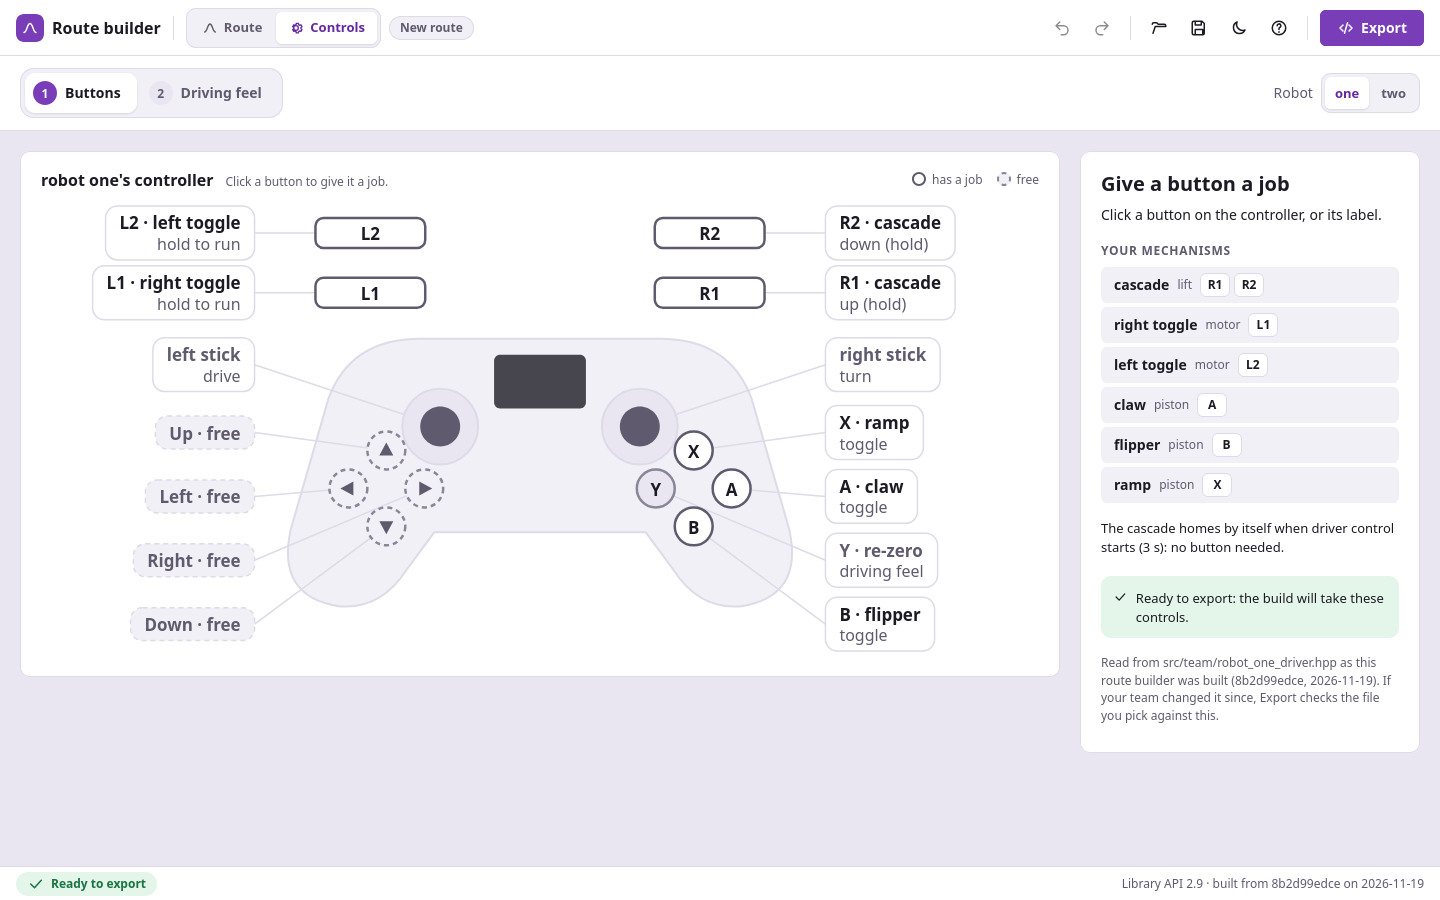 Route builder
Route
Controls
New route
Export
1 Buttons
2 Driving feel
Robot
one
two
robot one's controller
Click a button to give it a job.
has a job
free
L2 · left toggle
hold to run
L2
R2
R2 · cascade
down (hold)
L1 · right toggle
hold to run
L1
R1
R1 · cascade
up (hold)
left stick
drive
right stick
turn
Up · free
X
X · ramp
toggle
Left · free
Y
A
A · claw
toggle
B
Right · free
Y · re-zero
driving feel
Down · free
B · flipper
toggle
Give a button a job
Click a button on the controller, or its label.
YOUR MECHANISMS
cascade lift R1 R2
right toggle motor L1
left toggle motor L2
claw piston A
flipper piston B
ramp piston X
The cascade homes by itself when driver control
starts (3 s): no button needed.
Ready to export: the build will take these
controls.
Read from src/team/robot_one_driver.hpp as this
route builder was built (8b2d99edce, 2026-11-19). If
your team changed it since, Export checks the file
you pick against this.
Ready to export
Library API 2.9 · built from 8b2d99edce on 2026-11-19